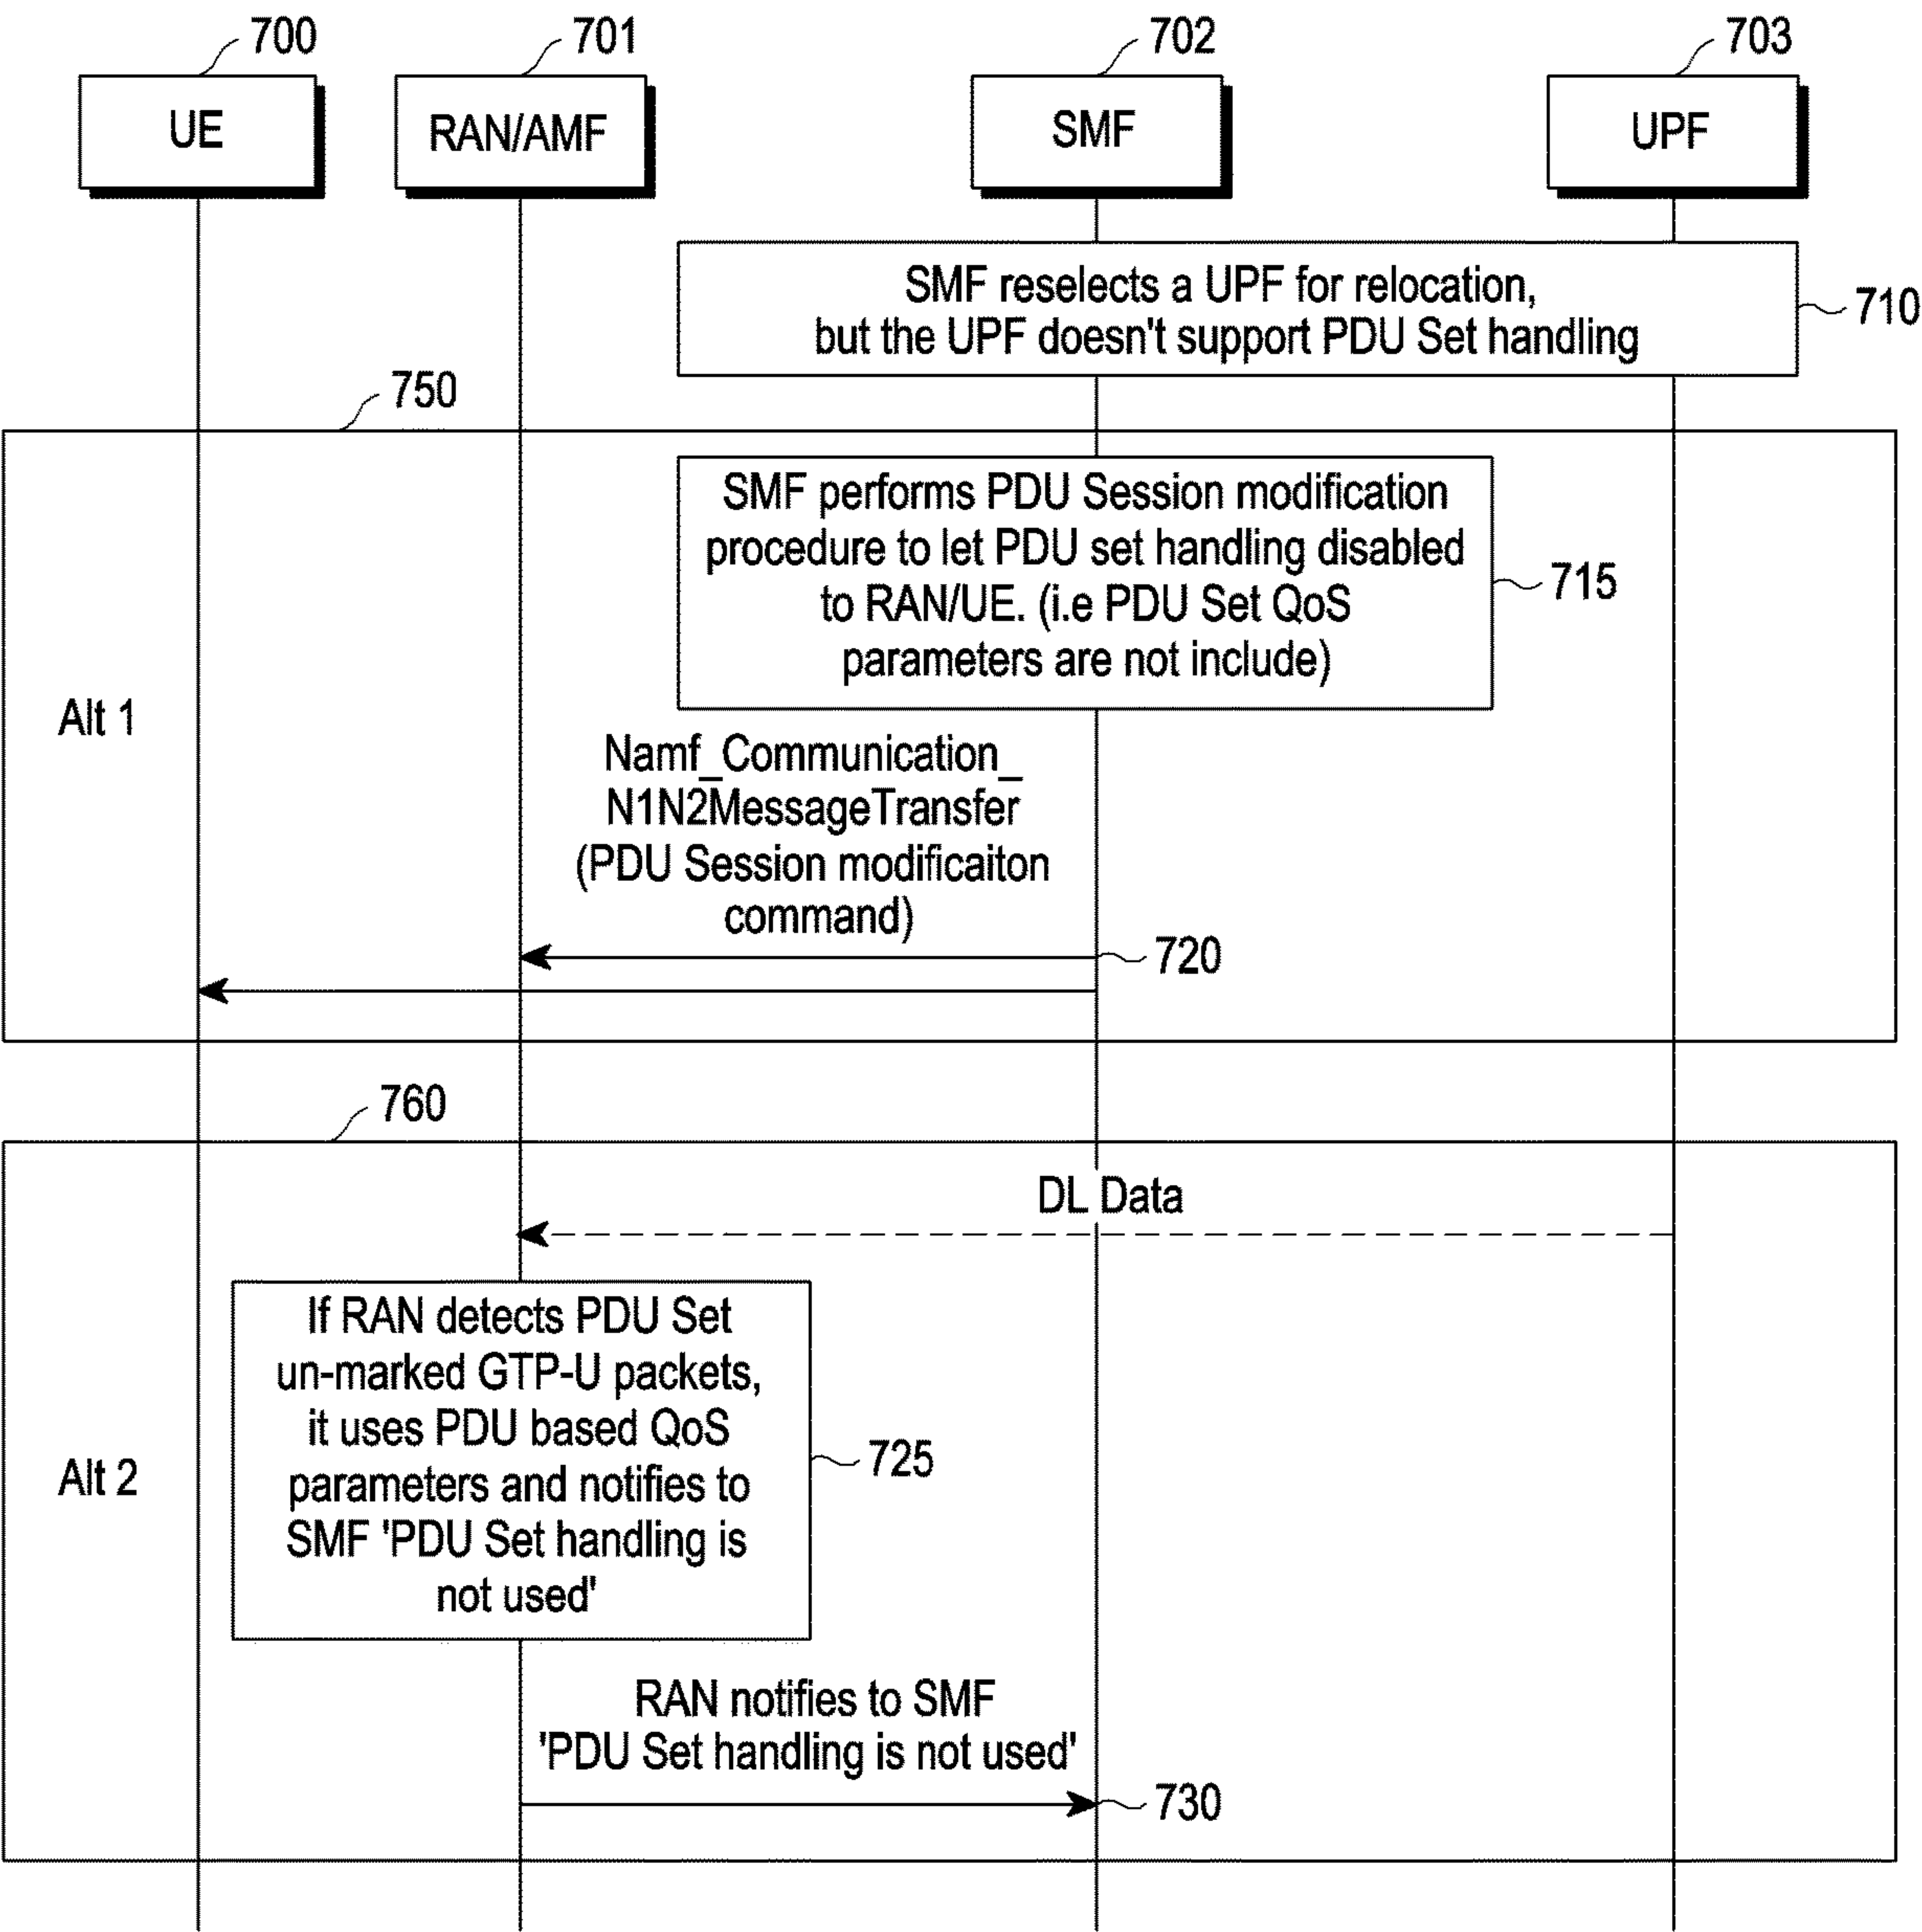 700
701
702
703
UE
RAN/AMF
SMF
UPF
SMF reselects a UPF for relocation,
but the UPF doesn't support PDU Set handling
710
750
SMF performs PDU Session modification
procedure to let PDU set handling disabled
to RAN/UE. (i.e PDU Set QoS
parameters are not include)
715
Alt 1
Namf_Communication_
N1N2MessageTransfer
(PDU Session modificaiton
command)
720
760
DL Data
If RAN detects PDU Set
un-marked GTP-U packets,
it uses PDU based QoS
parameters and notifies to
SMF 'PDU Set handling is
not used'
725
Alt 2
RAN notifies to SMF
'PDU Set handling is not used'
730